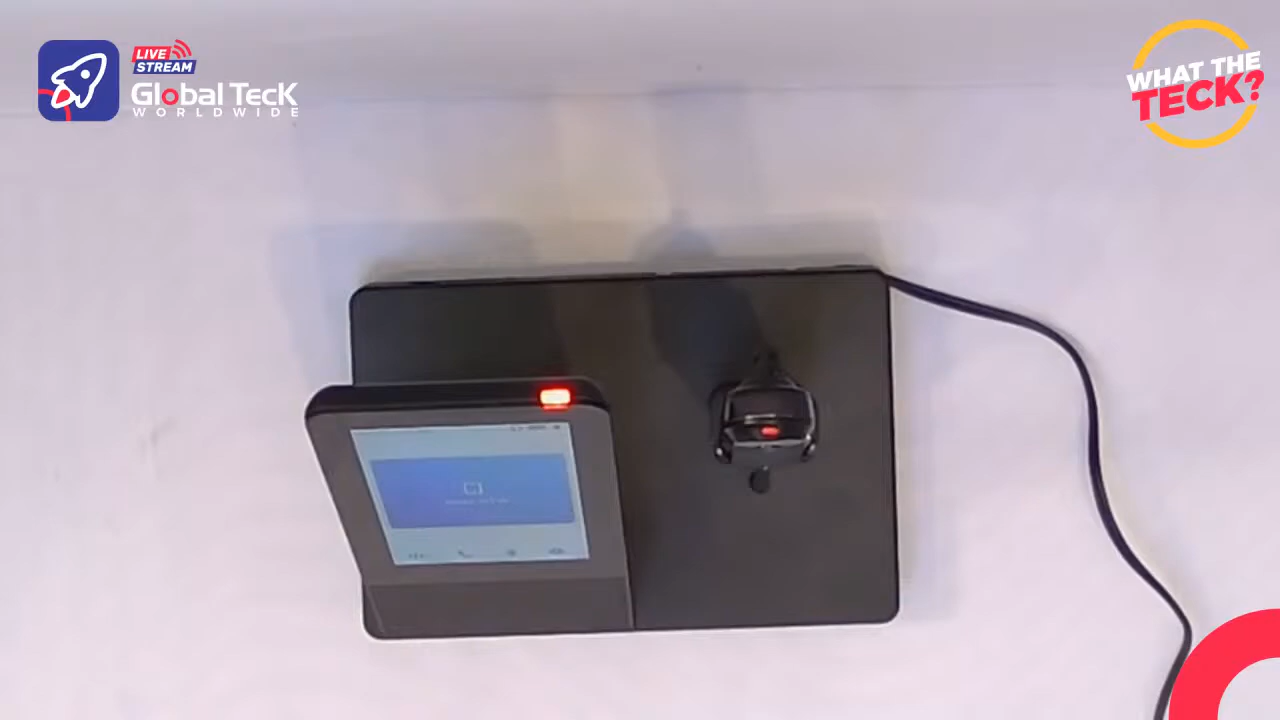 LIVE
STREAM
Global TecK
WORLDWIDE
WHAT THE
TECK?